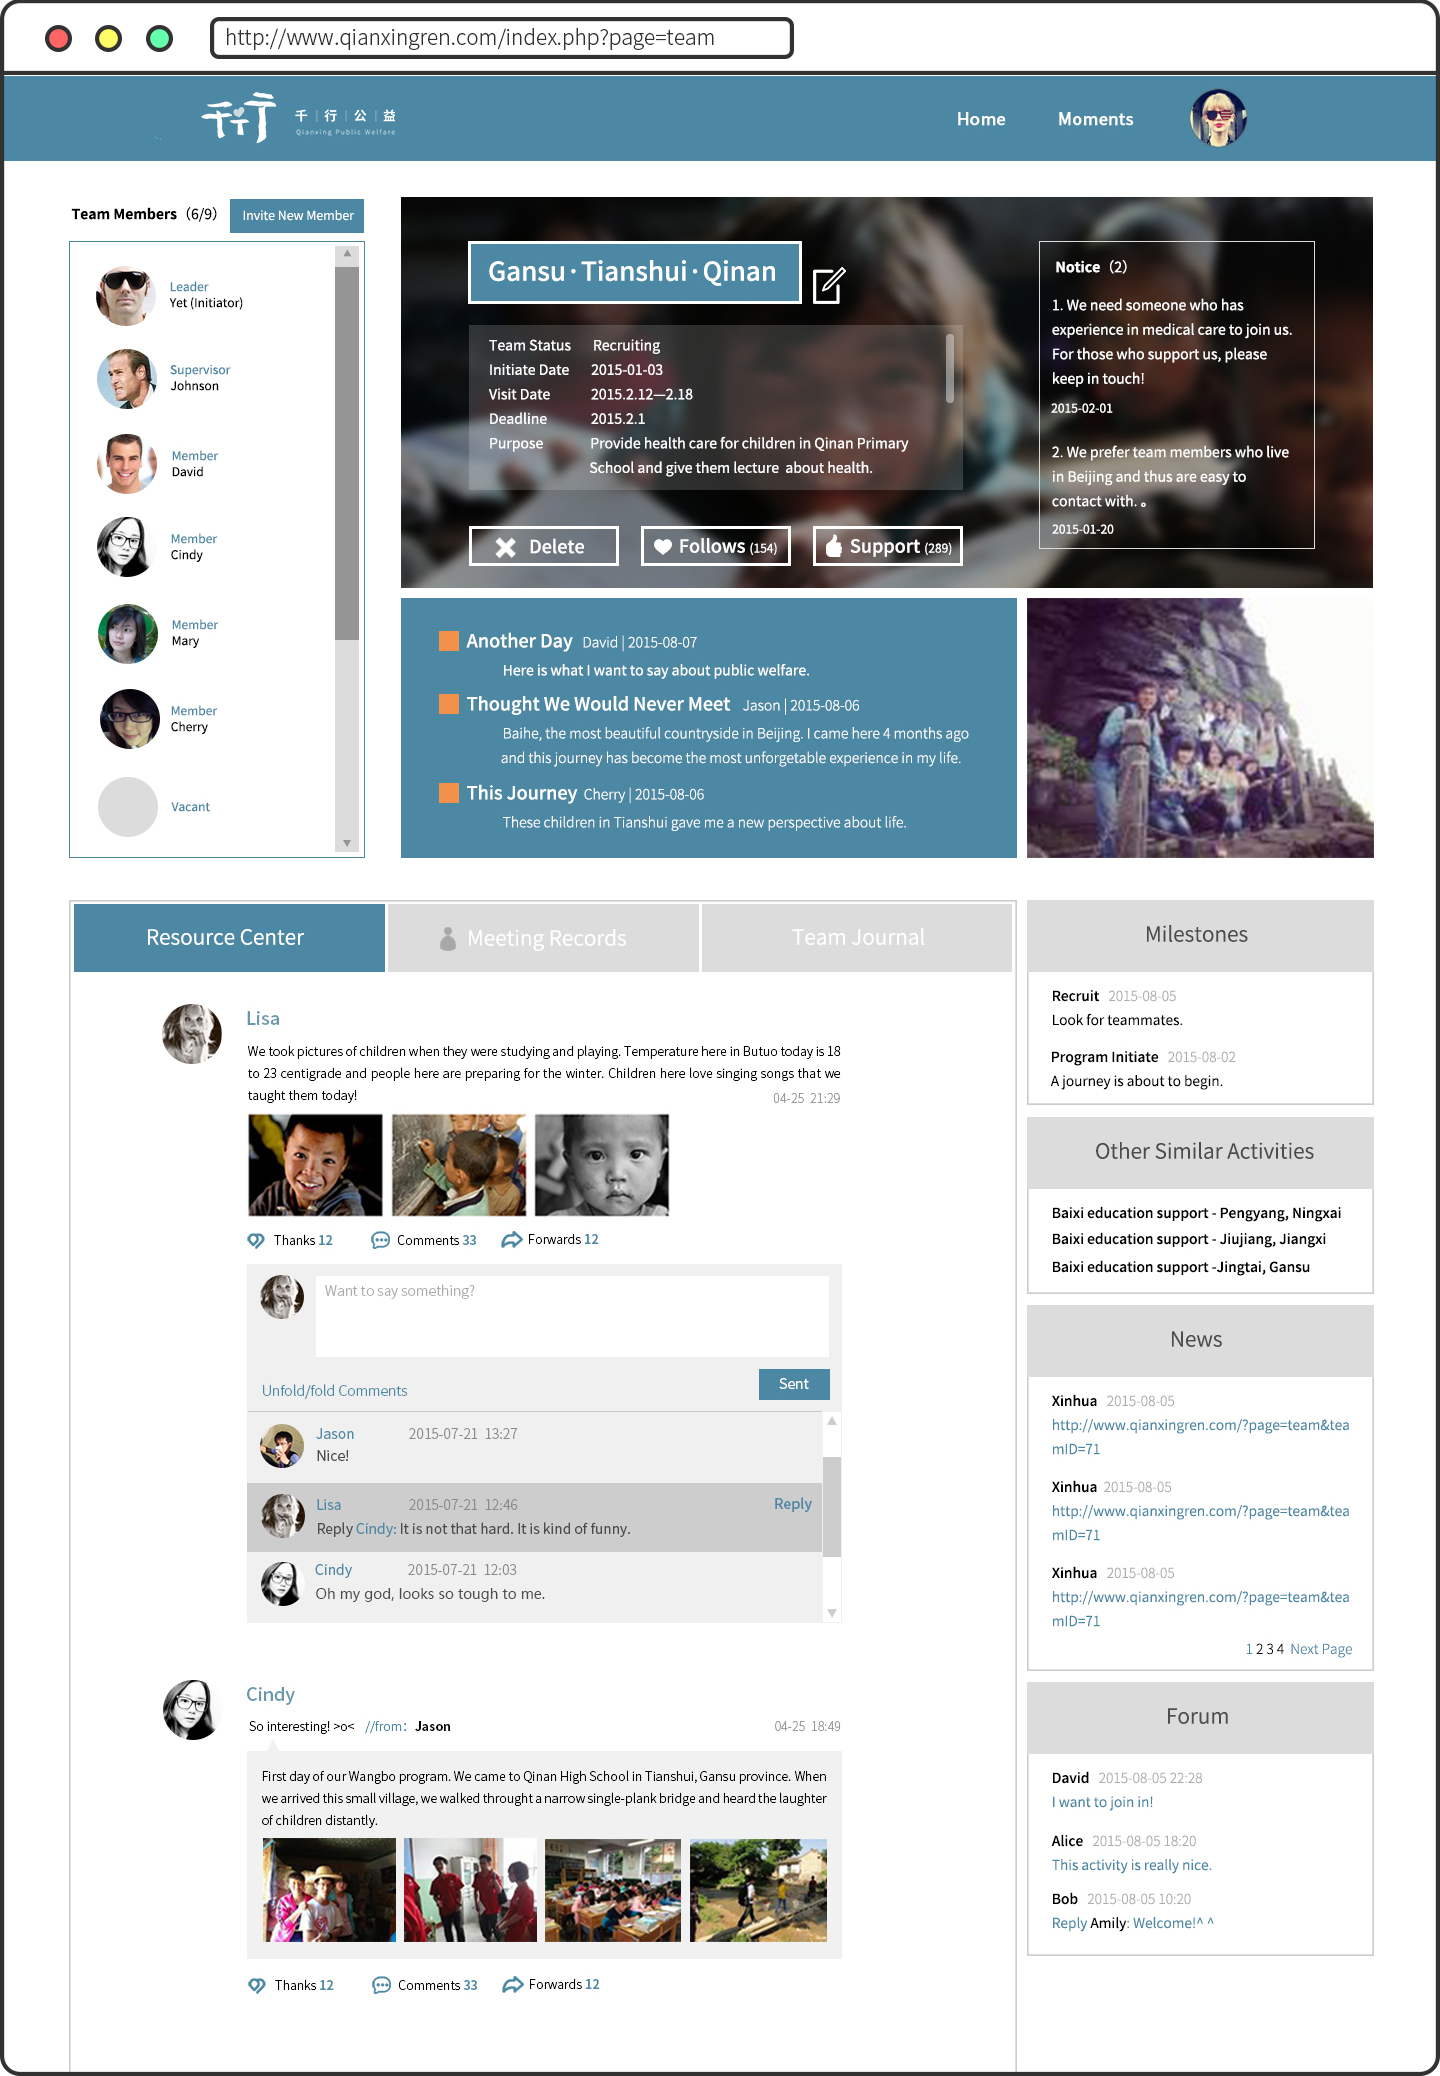 http://www.qianxingren.com/index.php?page=team
千行
千 | 行 | 公 | 益
Qianxing Public Welfare
Home
Moments
Team Members（6/9）
Invite New Member
Leader
Yet (Initiator)
Supervisor
Johnson
Member
David
Member
Cindy
Member
Mary
Member
Cherry
Vacant
Gansu·Tianshui·Qinan
Team Status Recruiting
Initiate Date 2015-01-03
Visit Date 2015.2.12—2.18
Deadline 2015.2.1
Purpose Provide health care for children in Qinan Primary
School and give them lecture about health.
Delete
Follows (154)
Support (289)
Notice（2）
1. We need someone who has
experience in medical care to join us.
For those who support us, please
keep in touch!
2015-02-01
2. We prefer team members who live
in Beijing and thus are easy to
contact with. 。
2015-01-20
Another Day David | 2015-08-07
Here is what I want to say about public welfare.
Thought We Would Never Meet Jason | 2015-08-06
Baihe, the most beautiful countryside in Beijing. I came here 4 months ago
and this journey has become the most unforgetable experience in my life.
This Journey Cherry | 2015-08-06
These children in Tianshui gave me a new perspective about life.
Resource Center
Meeting Records
Team Journal
Lisa
We took pictures of children when they were studying and playing. Temperature here in Butuo today is 18
to 23 centigrade and people here are preparing for the winter. Children here love singing songs that we
taught them today!
04-25 21:29
Thanks 12
Comments 33
Forwards 12
Want to say something?
Unfold/fold Comments
Sent
Jason 2015-07-21 13:27
Nice!
Lisa 2015-07-21 12:46
Reply
Reply Cindy: It is not that hard. It is kind of funny.
Cindy 2015-07-21 12:03
Oh my god, looks so tough to me.
Cindy
So interesting! >o< //from： Jason
04-25 18:49
First day of our Wangbo program. We came to Qinan High School in Tianshui, Gansu province. When
we arrived this small village, we walked throught a narrow single-plank bridge and heard the laughter
of children distantly.
Thanks 12
Comments 33
Forwards 12
Milestones
Recruit 2015-08-05
Look for teammates.
Program Initiate 2015-08-02
A journey is about to begin.
Other Similar Activities
Baixi education support - Pengyang, Ningxai
Baixi education support - Jiujiang, Jiangxi
Baixi education support -Jingtai, Gansu
News
Xinhua 2015-08-05
http://www.qianxingren.com/?page=team&tea
mID=71
Xinhua 2015-08-05
http://www.qianxingren.com/?page=team&tea
mID=71
Xinhua 2015-08-05
http://www.qianxingren.com/?page=team&tea
mID=71
1 2 3 4 Next Page
Forum
David 2015-08-05 22:28
I want to join in!
Alice 2015-08-05 18:20
This activity is really nice.
Bob 2015-08-05 10:20
Reply Amily: Welcome!^ ^